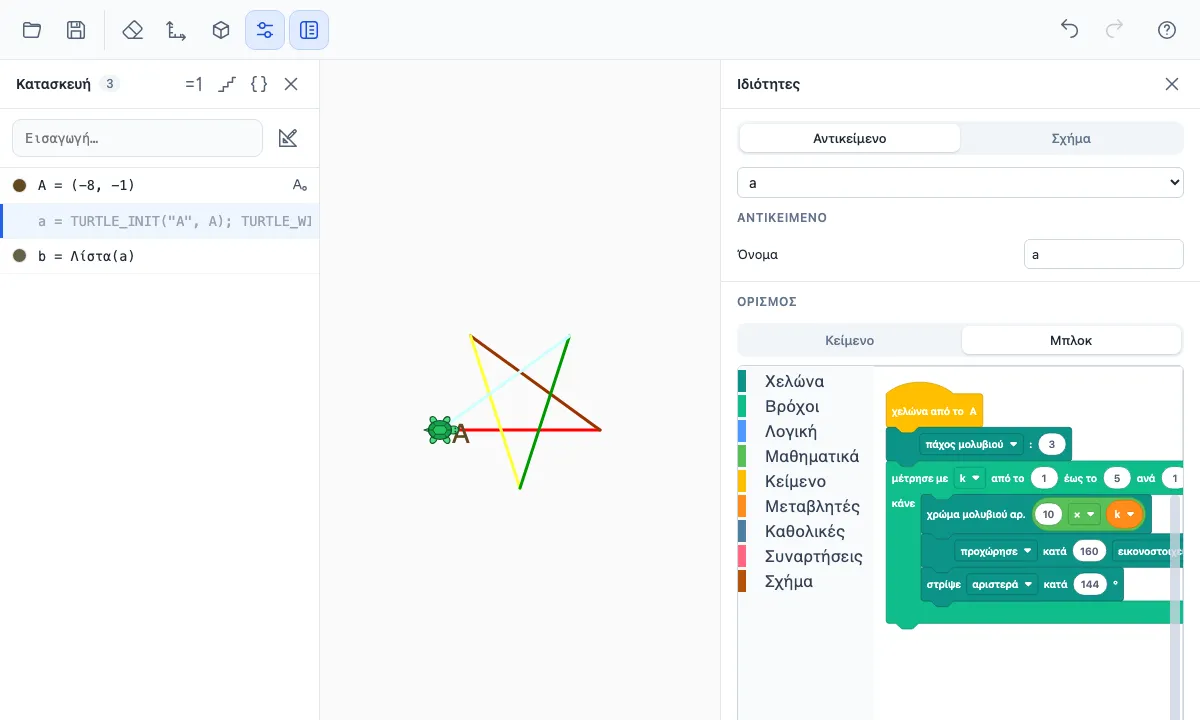 Κατασκευή 3
=1
{}
Ιδιότητες
Εισαγωγή…
Αντικείμενο Σχήμα
A = (−8, −1)
a
a = TURTLE_INIT("A", A);
ΑΝΤΙΚΕΙΜΕΝΟ
b = Λίστα(a)
Όνομα a
ΟΡΙΣΜΟΣ
Κείμενο Μπλοκ
Χελώνα
Βρόχοι
Λογική
Μαθηματικά
Κείμενο
Μεταβλητές
Καθολικές
Συναρτήσεις
Σχήμα
χελώνα από το A
πάχος μολυβιού : 3
μέτρησε με k από το 1 έως το 5 ανά 1
κάνε
χρώμα μολυβιού αρ. 10 × k
προχώρησε κατά 160
στρίψε αριστερά κατά 144 °
A